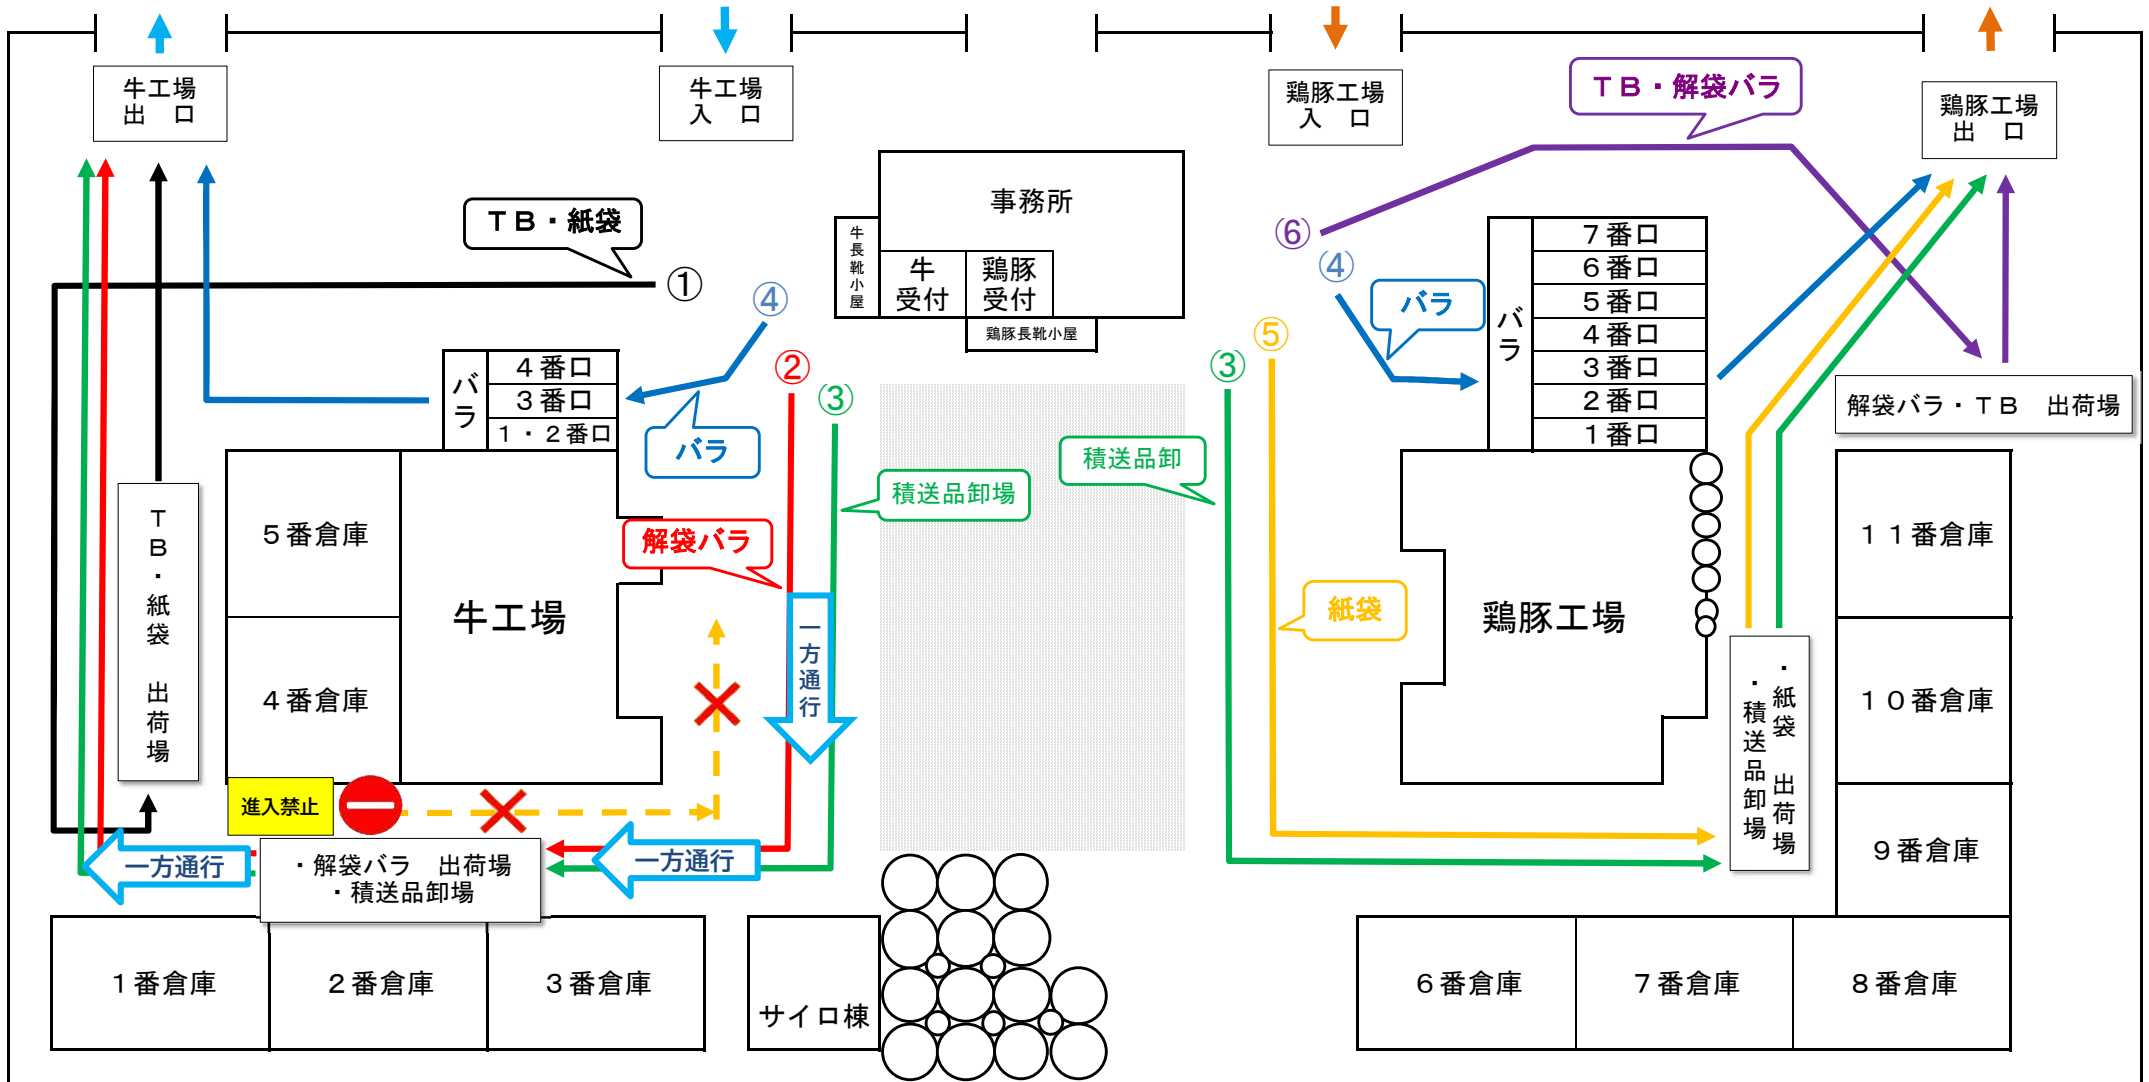 牛工場
出　口
牛工場
入　口
鶏豚工場
入　口
鶏豚工場
出　口
ＴＢ・解袋バラ
事務所
牛長靴小屋
牛
受付
鶏豚
受付
鶏豚長靴小屋
ＴＢ・紙袋
①
④
②
③
バラ
４番口
３番口
１・２番口
バラ
積送品卸場
解袋バラ
一方通行
５番倉庫
４番倉庫
牛工場
ＴＢ・紙袋　出荷場
進入禁止
一方通行
・解袋バラ　出荷場
・積送品卸場
一方通行
１番倉庫
２番倉庫
３番倉庫
サイロ棟
⑥
④
⑤
③
バラ
バラ
７番口
６番口
５番口
４番口
３番口
２番口
１番口
積送品卸
紙袋
鶏豚工場
解袋バラ・ＴＢ　出荷場
・紙袋　出荷場
・積送品卸場
１１番倉庫
１０番倉庫
９番倉庫
６番倉庫
７番倉庫
８番倉庫